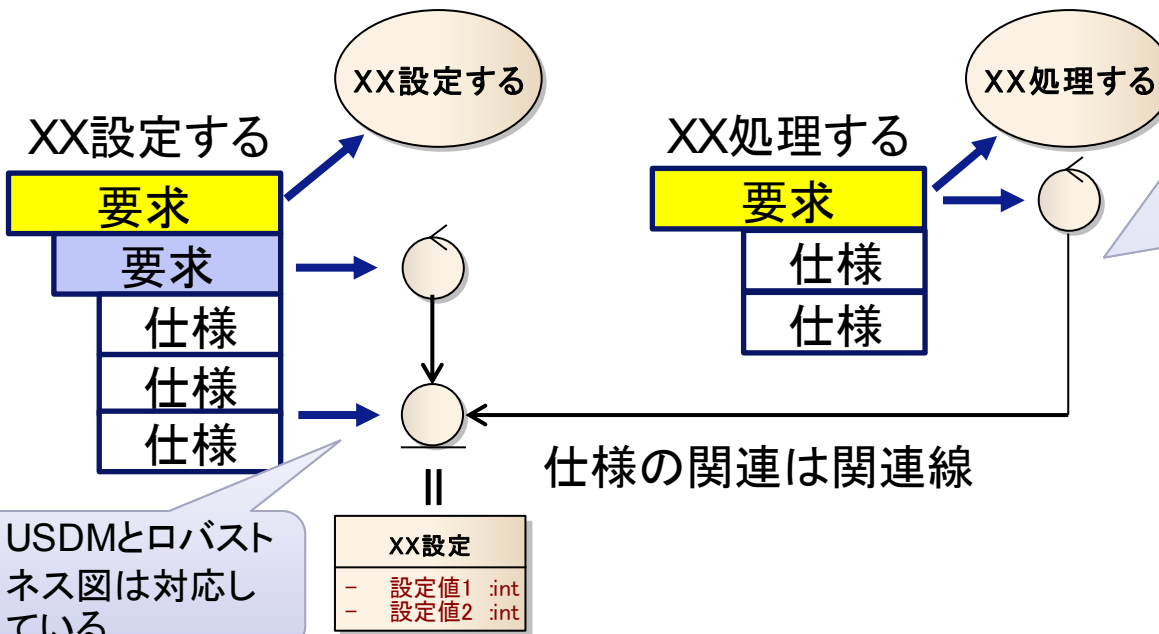 XX設定する
XX処理する
XX設定する
要求
要求
仕様
仕様
仕様
XX処理する
要求
仕様
仕様
仕様の関連は関連線
=
XX設定
- 設定値1 :int
- 設定値2 :int
USDMとロバスト
ネス図は対応し
ている